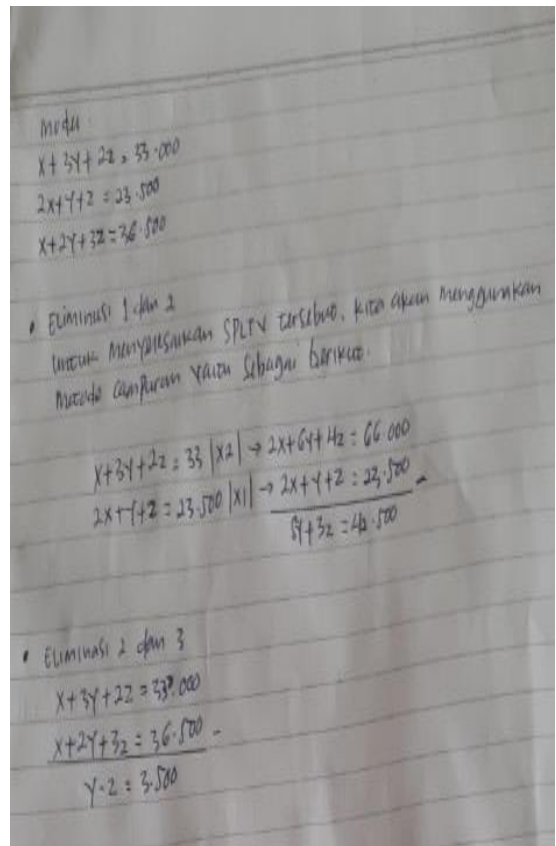 Modu
x+3y+2z = 33.000
2x+y+z = 23.500
x+2y+3z = 36.500
• Eliminasi 1 dan 2
Untuk Menyelesaikan SPLTV tersebut, kita akan menggunakan
Metode campuran yaitu Sebagai berikut.
x+3y+2z = 33 |x2| → 2x+6y+4z = 66.000
2x+y+z = 23.500 |x1| → 2x+y+z = 23.500 -
5y+3z = 42.500
• Eliminasi 2 dan 3
x+3y+2z = 33.000
x+2y+3z = 36.500 -
y-z = 3.500